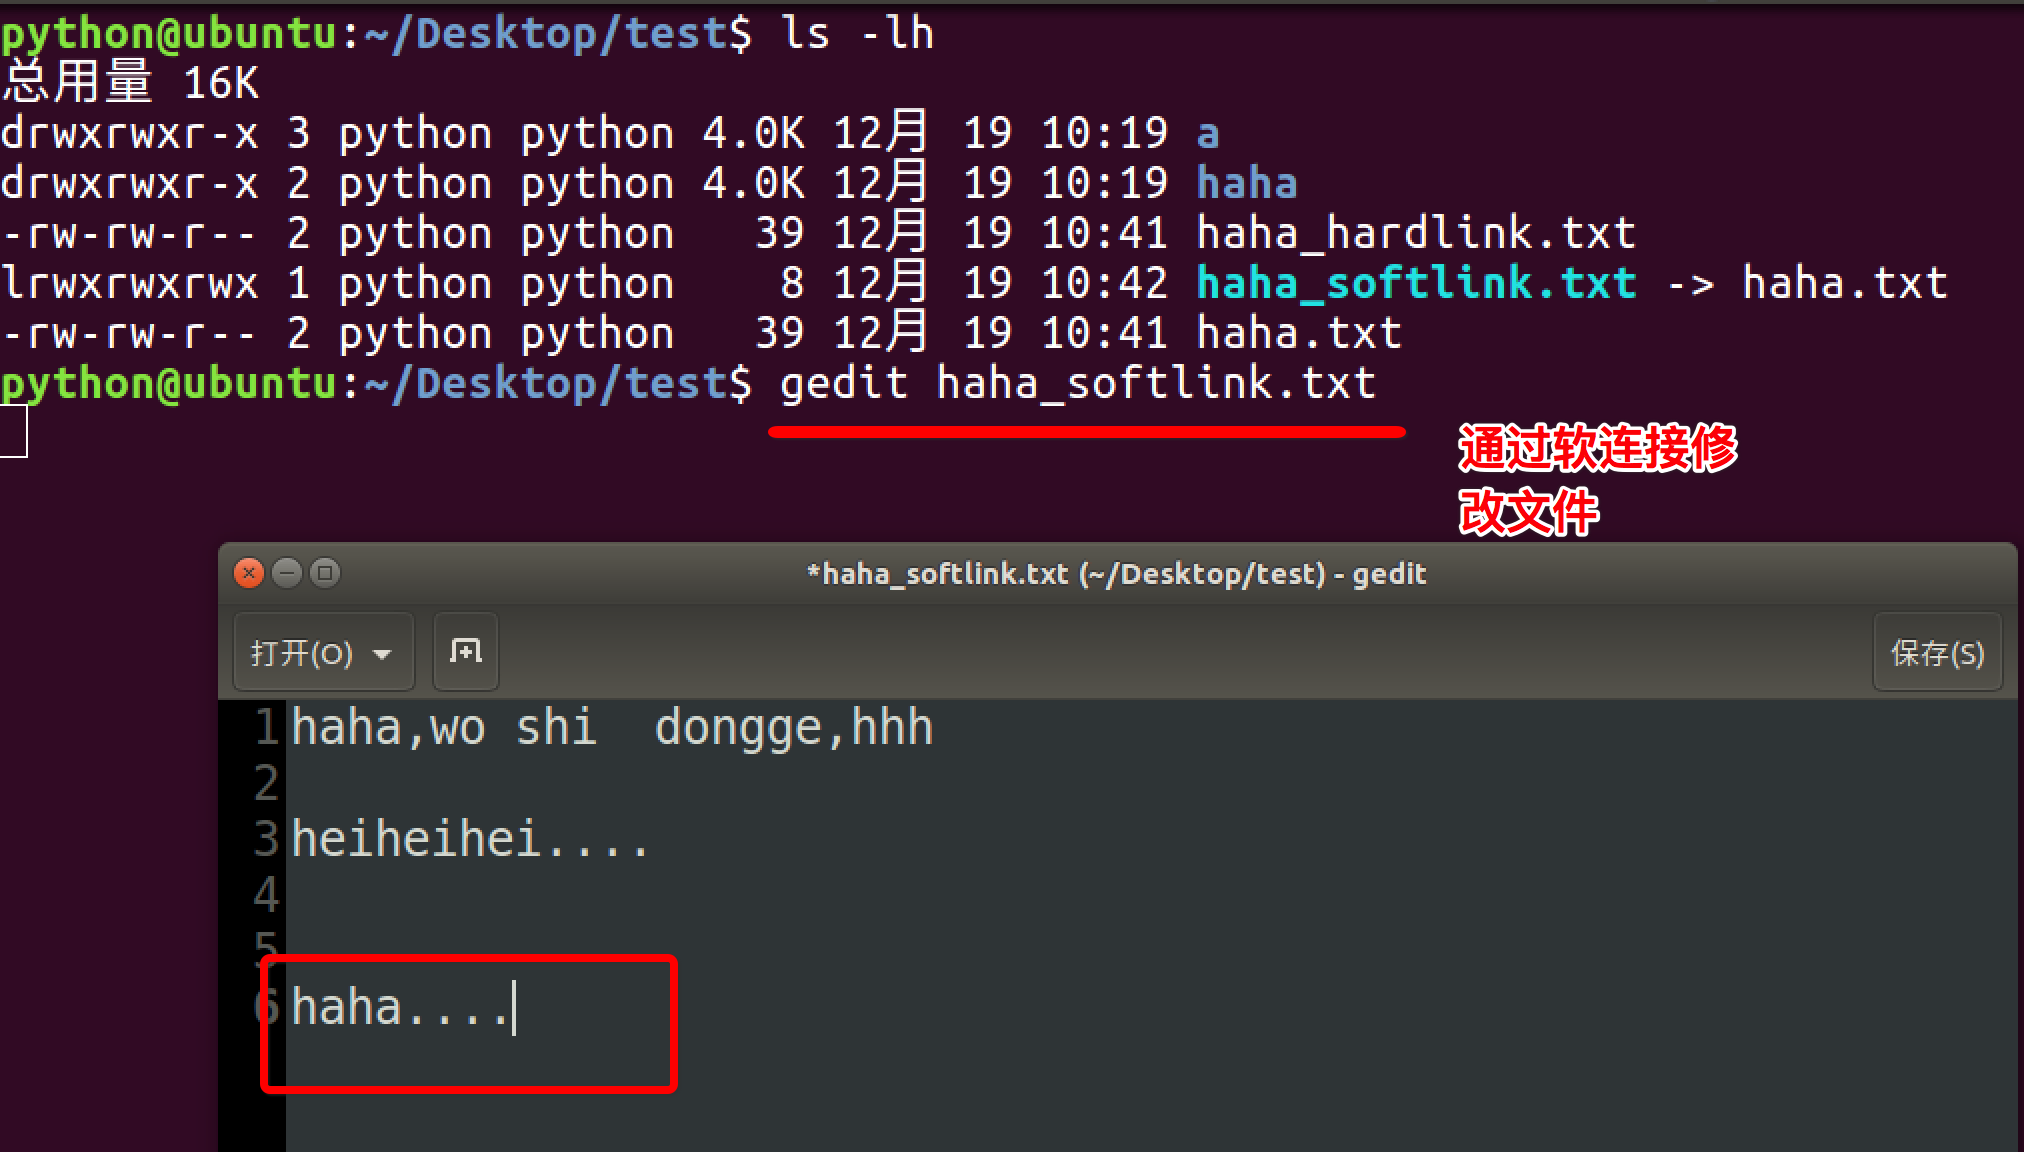 python@ubuntu:~/Desktop/test$ ls -lh
总用量 16K
drwxrwxr-x 3 python python 4.0K 12月 19 10:19 a
drwxrwxr-x 2 python python 4.0K 12月 19 10:19 haha
-rw-rw-r-- 2 python python   39 12月 19 10:41 haha_hardlink.txt
lrwxrwxrwx 1 python python    8 12月 19 10:42 haha_softlink.txt -> haha.txt
-rw-rw-r-- 2 python python   39 12月 19 10:41 haha.txt
python@ubuntu:~/Desktop/test$ gedit haha_softlink.txt
通过软连接修
改文件
*haha_softlink.txt (~/Desktop/test) - gedit
打开(O) 保存(S)
1 haha,wo shi  dongge,hhh
2
3 heiheihei....
4
5
6 haha....